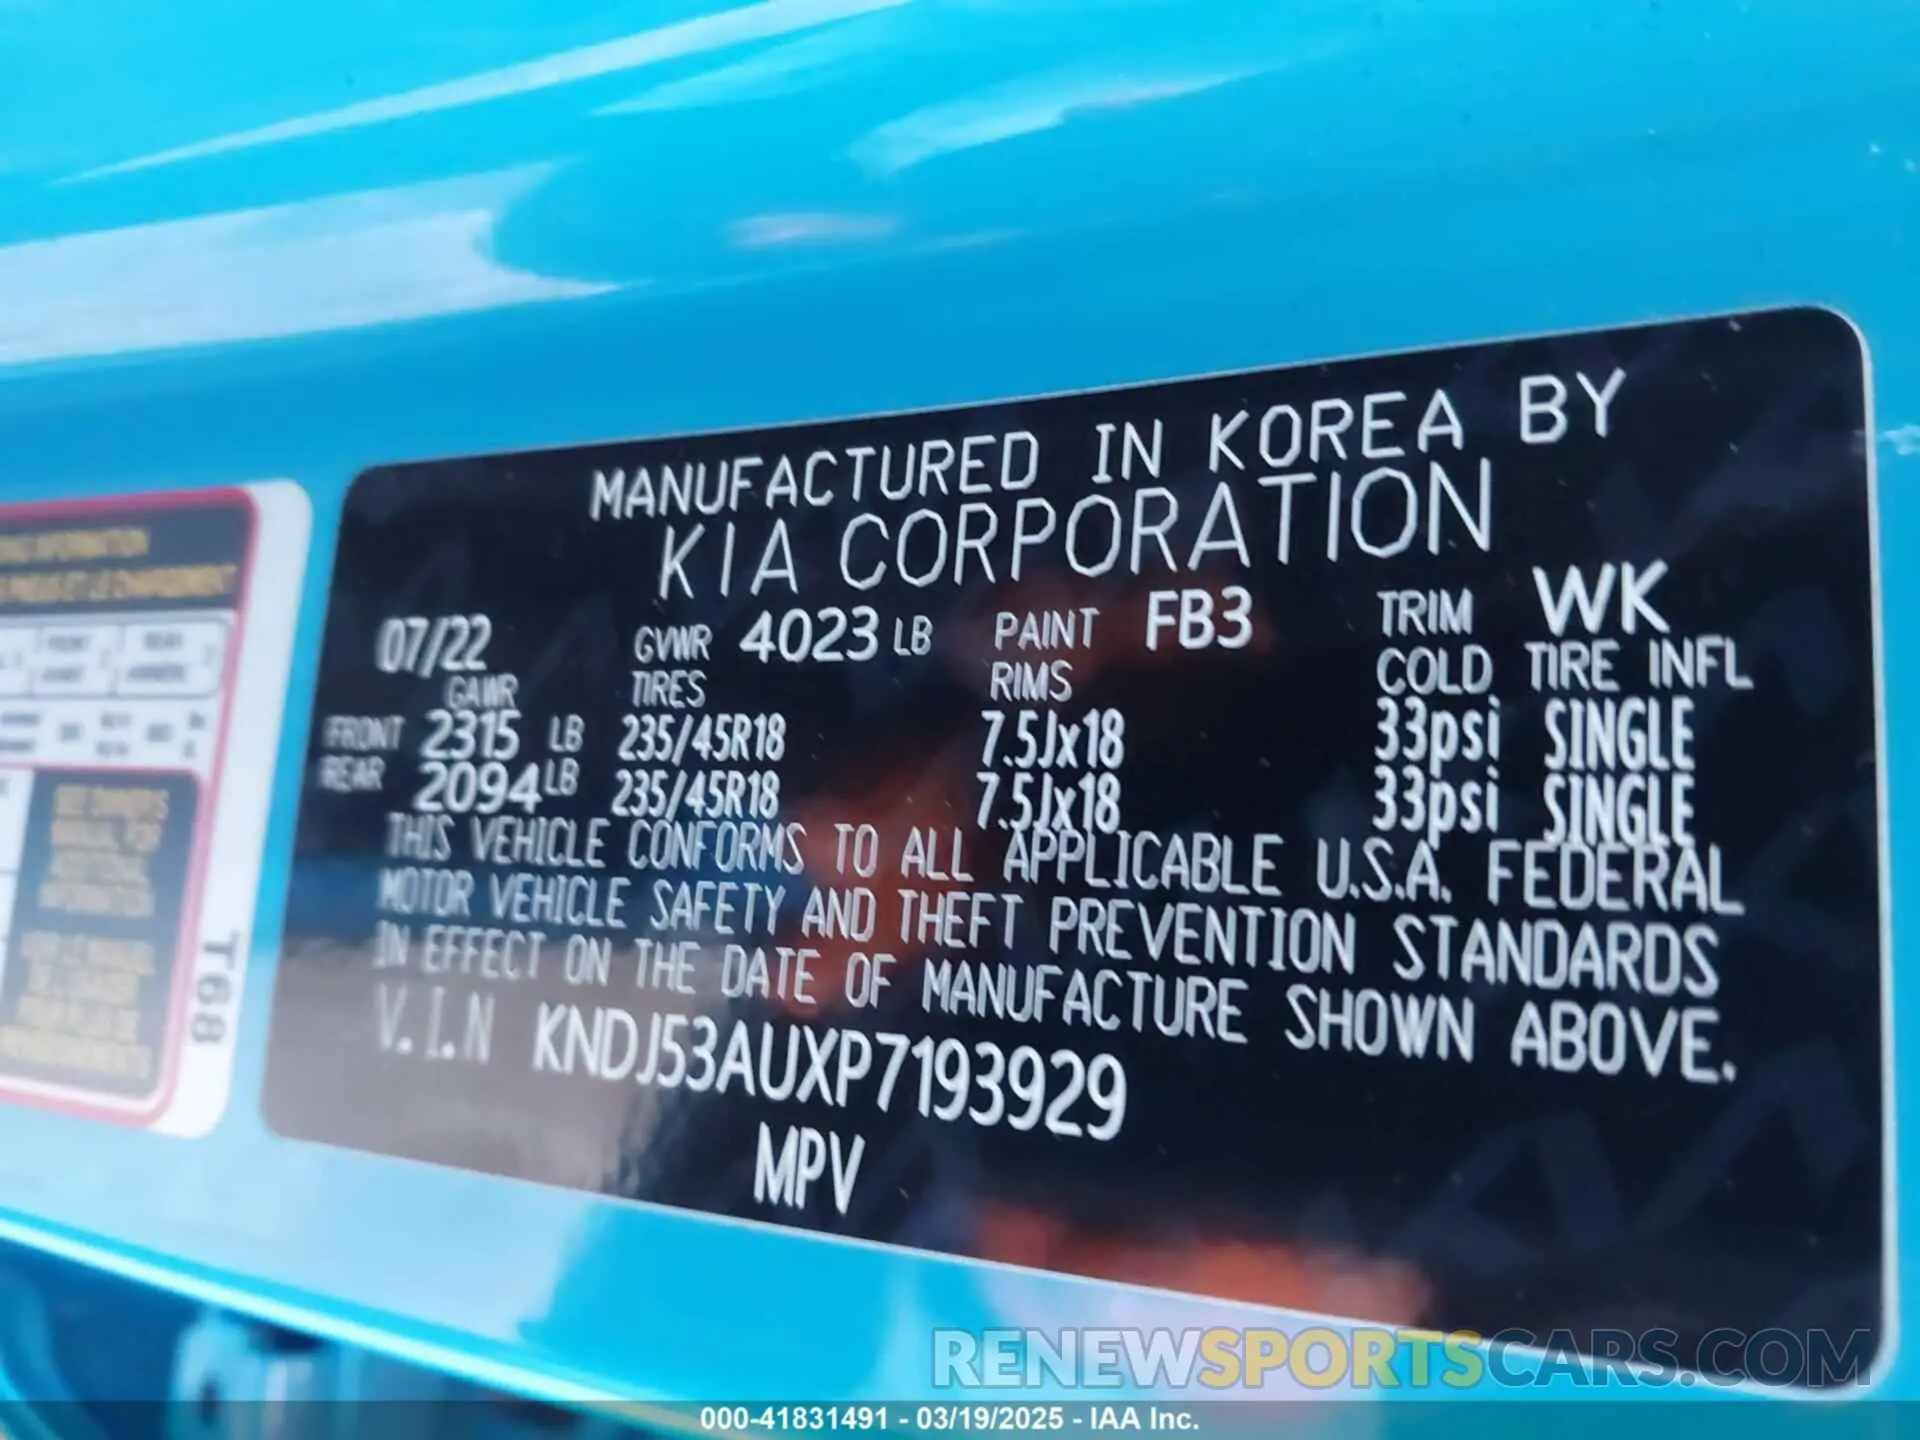 MANUFACTURED IN KOREA BY
KIA CORPORATION
07/22 GVWR 4023 LB PAINT FB3 TRIM WK
GAWR TIRES RIMS COLD TIRE INFL
FRONT 2315 LB 235/45R18 7.5Jx18 33psi SINGLE
REAR 2094 LB 235/45R18 7.5Jx18 33psi SINGLE
THIS VEHICLE CONFORMS TO ALL APPLICABLE U.S.A. FEDERAL
MOTOR VEHICLE SAFETY AND THEFT PREVENTION STANDARDS
IN EFFECT ON THE DATE OF MANUFACTURE SHOWN ABOVE.
V.I.N KNDJ53AUXP7193929
MPV
T68
RENEWSPORTSCARS.COM
000-41831491 - 03/19/2025 - IAA Inc.